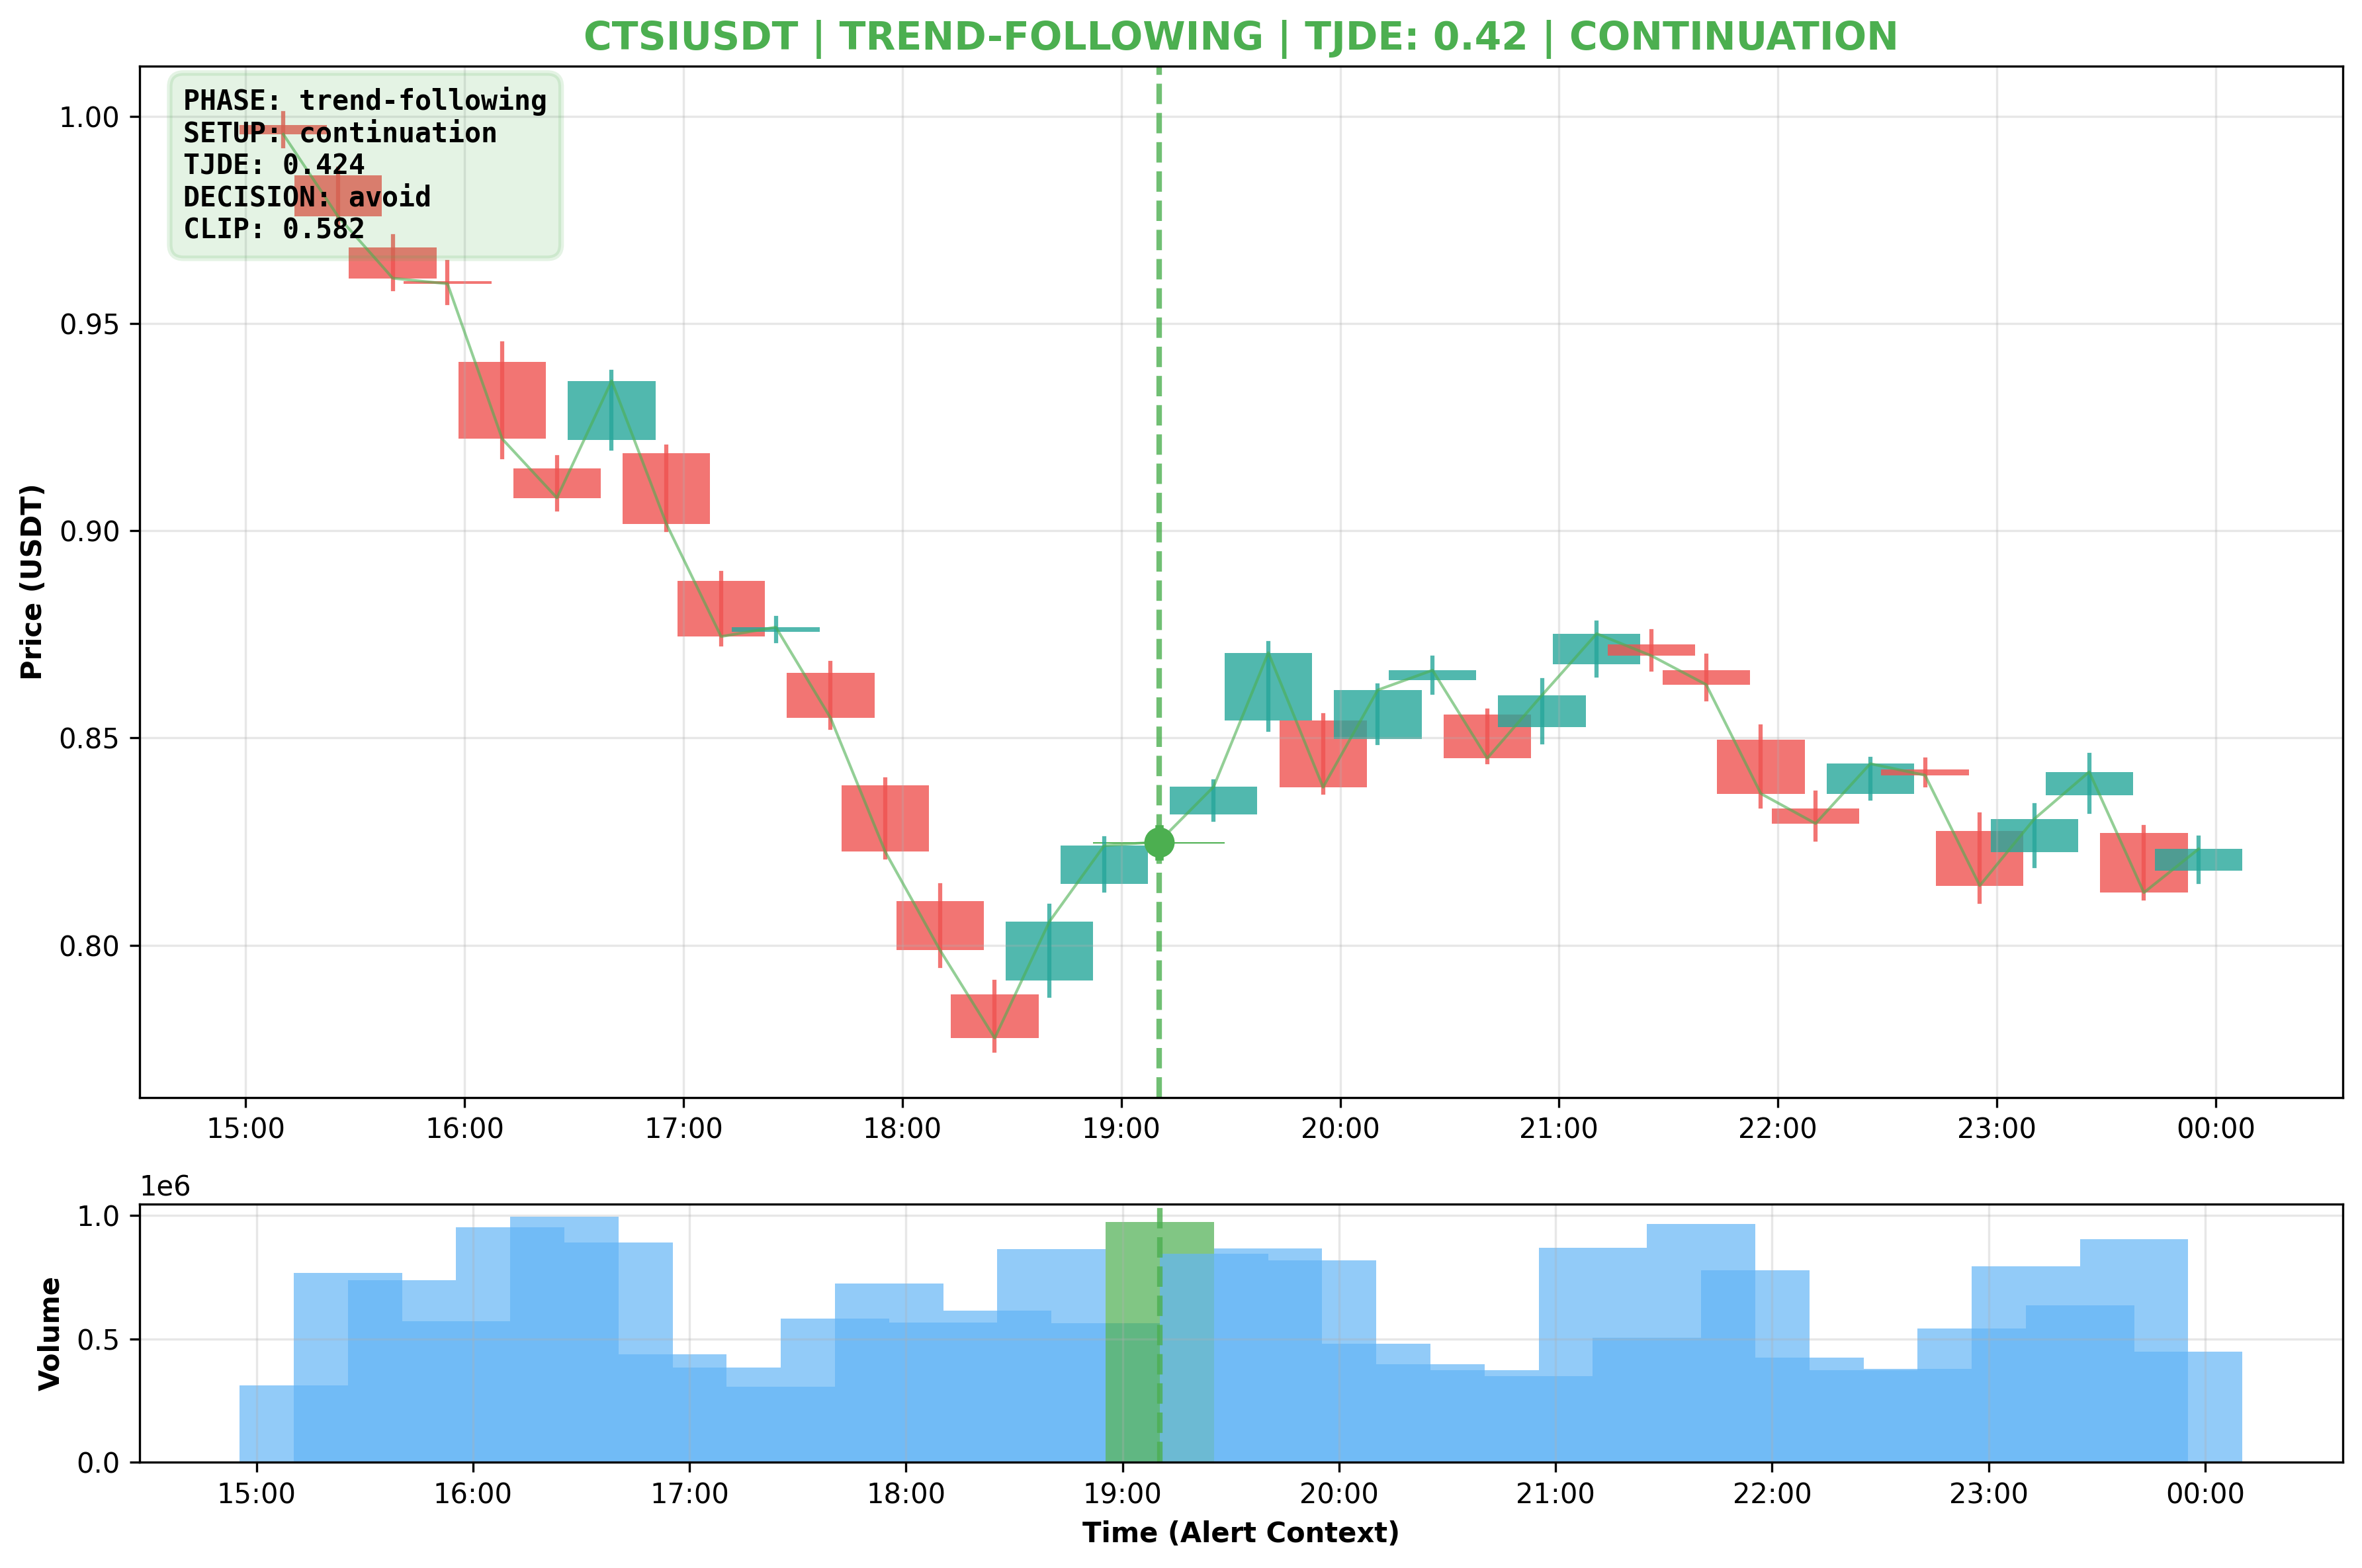 CTSIUSDT | TREND-FOLLOWING | TJDE: 0.42 | CONTINUATION
PHASE: trend-following
SETUP: continuation
TJDE: 0.424
DECISION: avoid
CLIP: 0.582
Price (USDT)
1.00
0.95
0.90
0.85
0.80
15:00 16:00 17:00 18:00 19:00 20:00 21:00 22:00 23:00 00:00
1e6
Volume
1.0
0.5
0.0
15:00 16:00 17:00 18:00 19:00 20:00 21:00 22:00 23:00 00:00
Time (Alert Context)